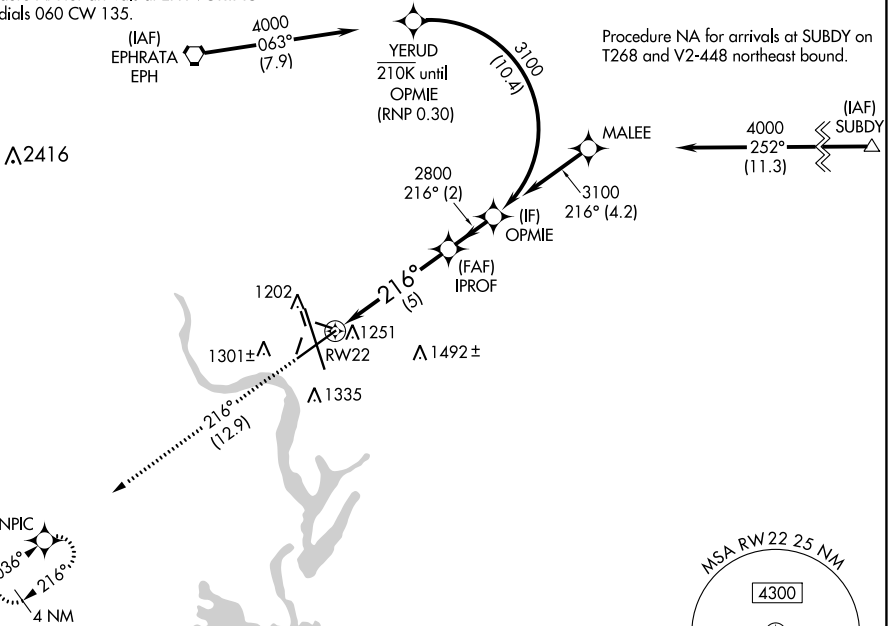 dials 060 CW 135.
(IAF)
EPHRATA
EPH
4000
063°
(7.9)
YERUD
210K until
OPMIE
(RNP 0.30)
3100
(10.4)
Procedure NA for arrivals at SUBDY on
T268 and V2-448 northeast bound.
(IAF)
SUBDY
4000
252°
(11.3)
MALEE
2416
2800
216° (2)
3100
216° (4.2)
(IF)
OPMIE
(FAF)
IPROF
216°
(5)
1202
1251
RW22
1301±
1492±
1335
216°
(12.9)
NPIC
036°
216°
4 NM
MSA RW22 25 NM
4300